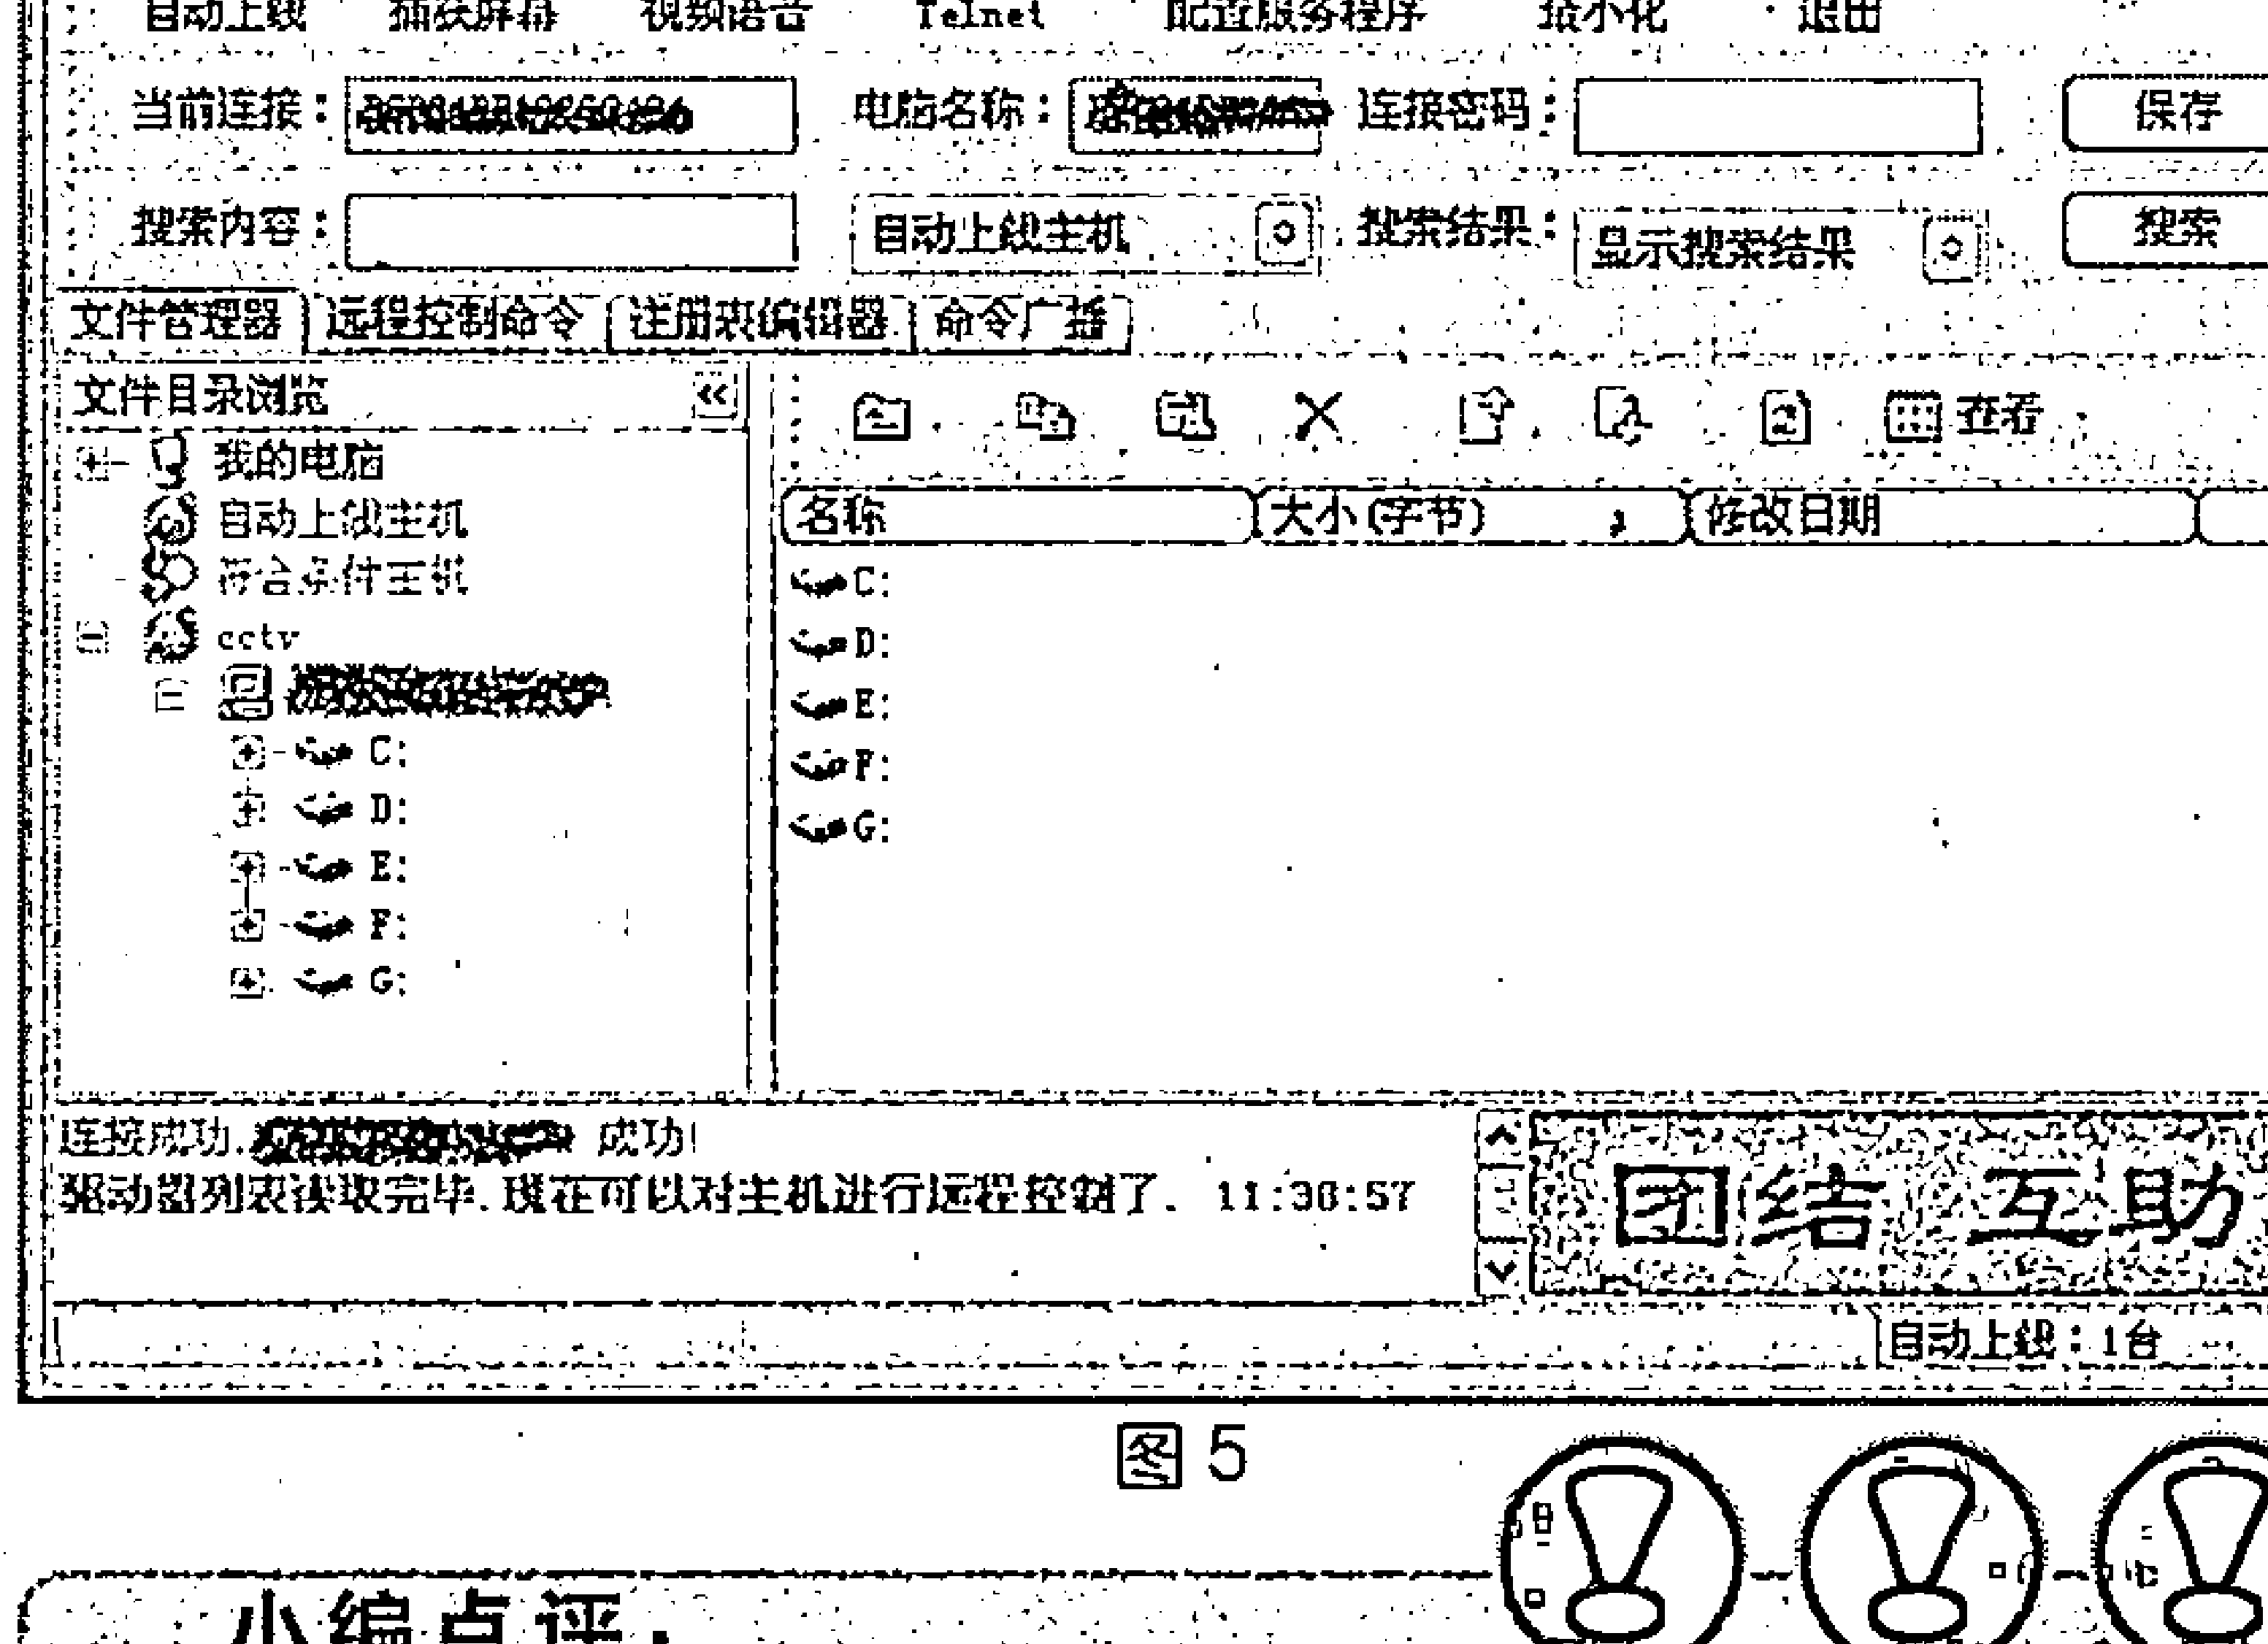 自动上线 捕获屏幕 视频语音 Telnet 配置服务程序 最小化 退出
当前连接： 电脑名称： 连接密码： 保存
搜索内容： 自动上线主机 搜索结果： 显示搜索结果 搜索
文件管理器 远程控制命令 注册表编辑器 命令广播
文件目录浏览 «
查看
我的电脑
自动上线主机
符合条件主机
cctv
C:
D:
E:
F:
G:
名称 大小(字节) 修改日期
C:
D:
E:
F:
G:
连接成功. 成功!
驱动器列表读取完毕.现在可以对主机进行远程控制了. 11:30:57
团结 互助
自动上线：1台
图 5
小编点评：